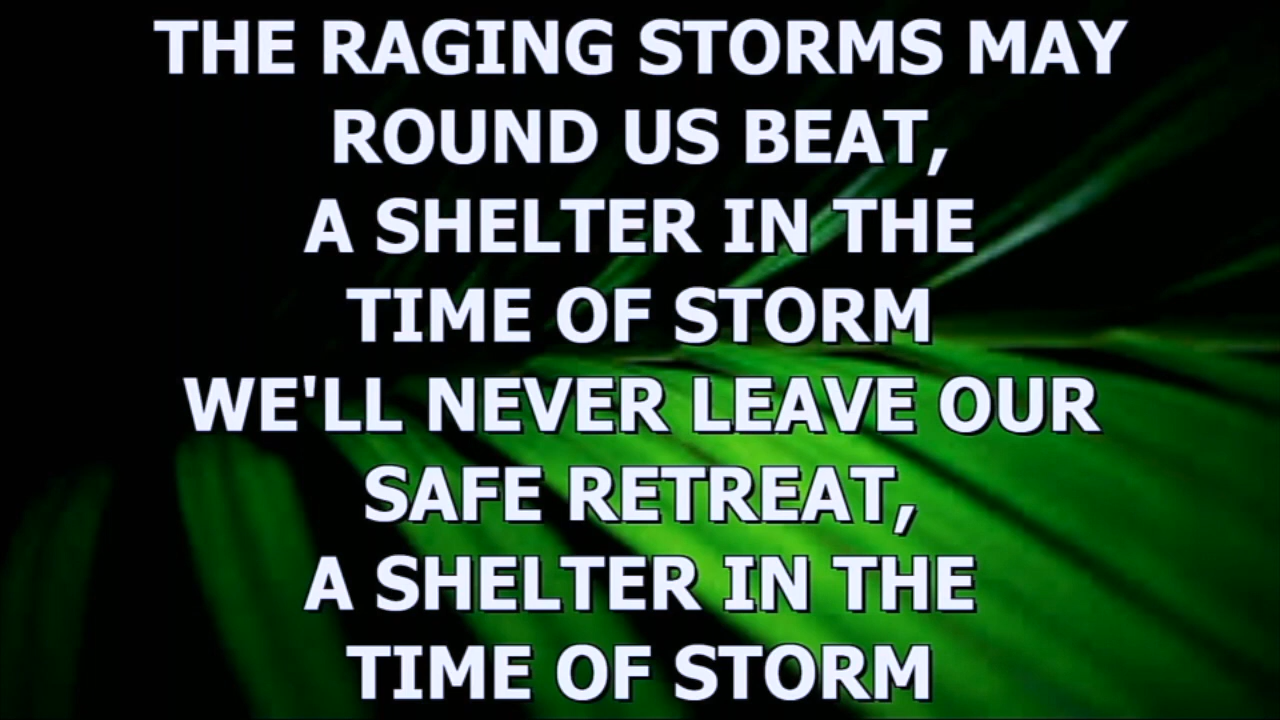 THE RAGING STORMS MAY
ROUND US BEAT,
A SHELTER IN THE
TIME OF STORM
WE'LL NEVER LEAVE OUR
SAFE RETREAT,
A SHELTER IN THE
TIME OF STORM